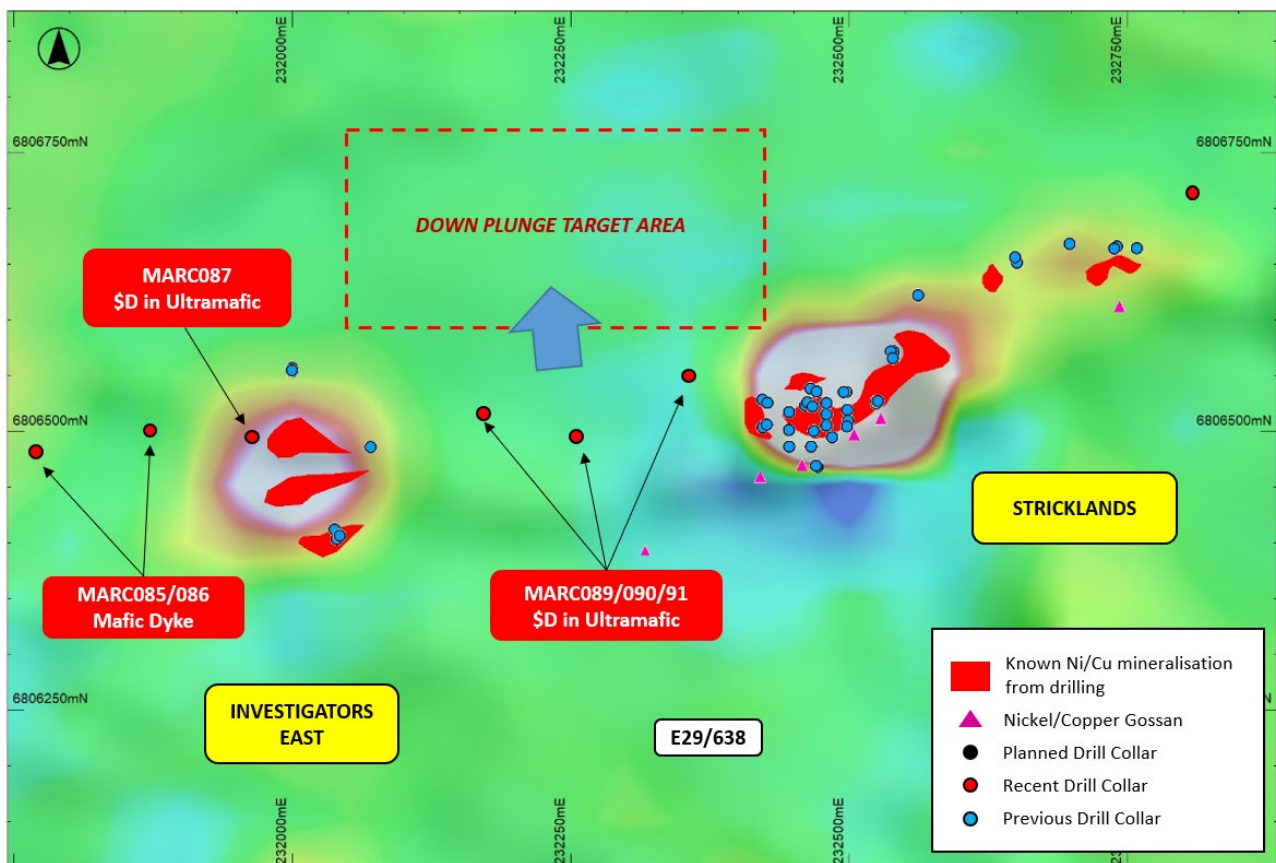 232000mE
232250mE
232500mE
232750mE
6806750mN
6806750mN
DOWN PLUNGE TARGET AREA
MARC087
$D in Ultramafic
6806500mN
6806500mN
MARC085/086
Mafic Dyke
MARC089/090/91
$D in Ultramafic
STRICKLANDS
6806250mN
INVESTIGATORS
EAST
E29/638
Known Ni/Cu mineralisation
from drilling
Nickel/Copper Gossan
Planned Drill Collar
Recent Drill Collar
Previous Drill Collar
232000mE
232250mE
232500mE